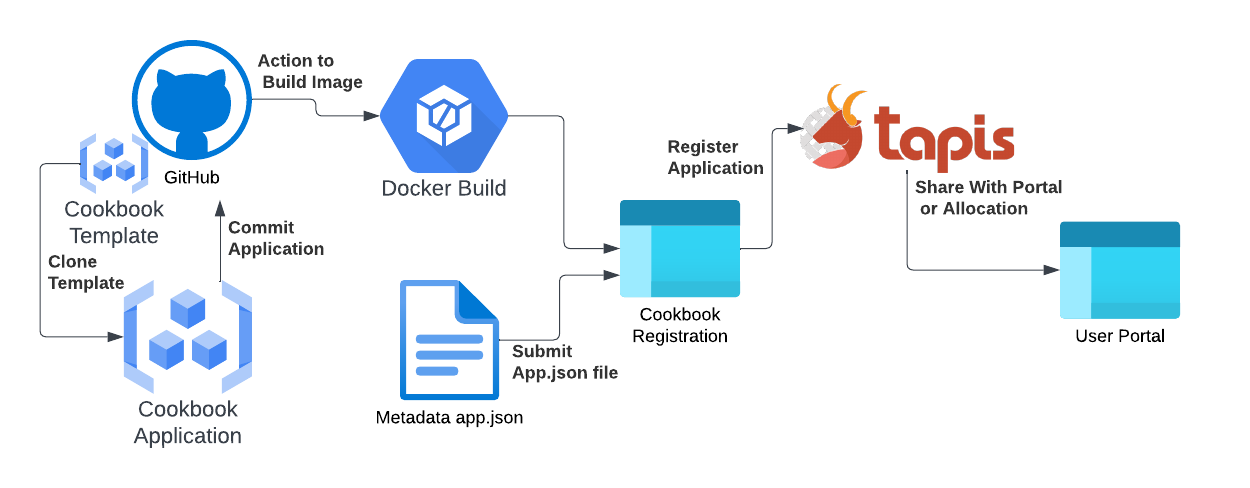 Action to
Build Image
GitHub
Cookbook
Template
Clone
Template
Commit
Application
Cookbook
Application
Docker Build
Metadata app.json
Submit
App.json file
Cookbook
Registration
Register
Application
tapis
Share With Portal
or Allocation
User Portal